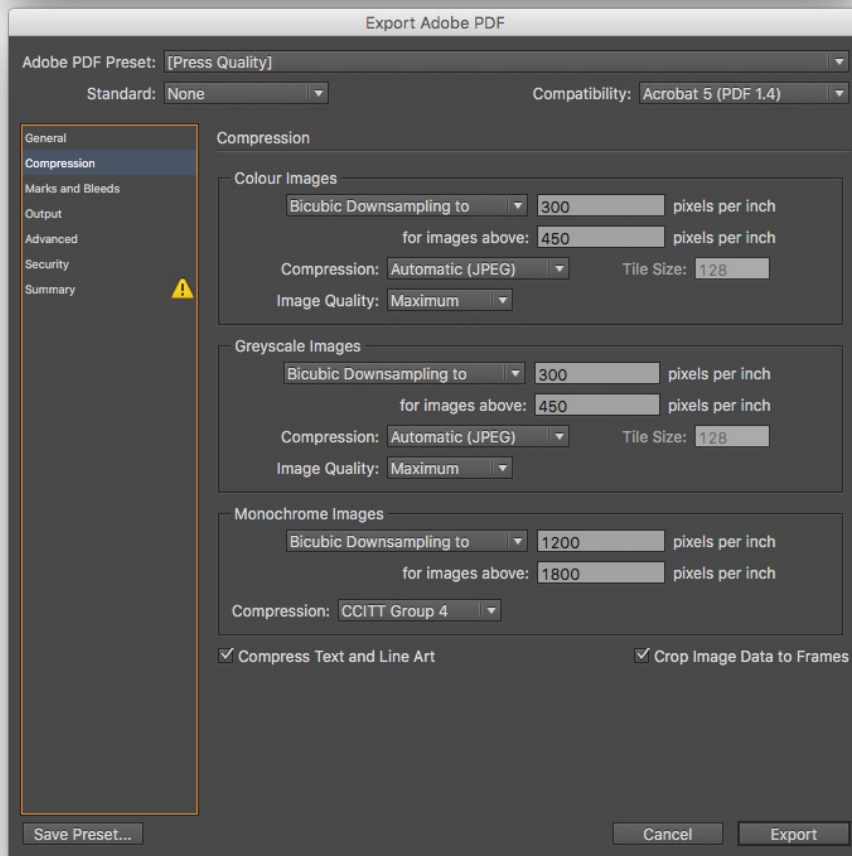 Export Adobe PDF
Adobe PDF Preset: [Press Quality]
Standard: None Compatibility: Acrobat 5 (PDF 1.4)
General
Compression
Marks and Bleeds
Output
Advanced
Security
Summary
Compression
Colour Images
Bicubic Downsampling to 300 pixels per inch
for images above: 450 pixels per inch
Compression: Automatic (JPEG) Tile Size: 128
Image Quality: Maximum
Greyscale Images
Bicubic Downsampling to 300 pixels per inch
for images above: 450 pixels per inch
Compression: Automatic (JPEG) Tile Size: 128
Image Quality: Maximum
Monochrome Images
Bicubic Downsampling to 1200 pixels per inch
for images above: 1800 pixels per inch
Compression: CCITT Group 4
Compress Text and Line Art Crop Image Data to Frames
Save Preset... Cancel Export